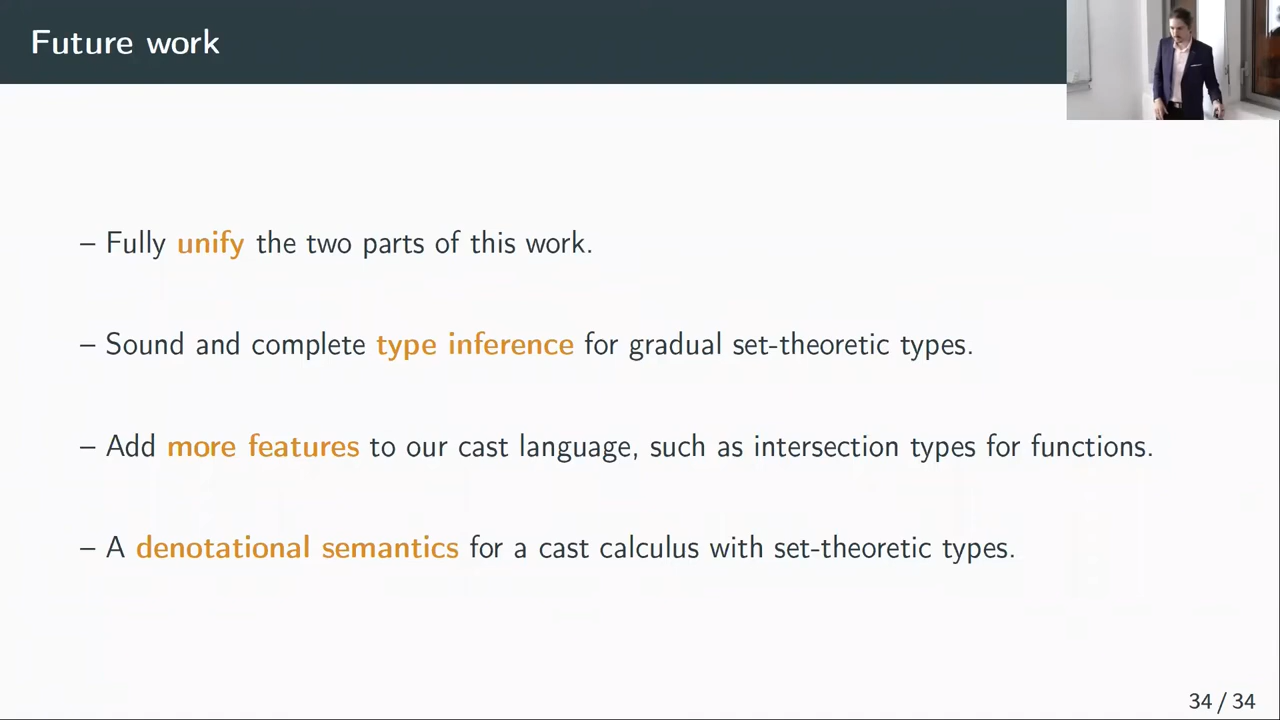 Future work
– Fully unify the two parts of this work.
– Sound and complete type inference for gradual set-theoretic types.
– Add more features to our cast language, such as intersection types for functions.
– A denotational semantics for a cast calculus with set-theoretic types.
34 / 34